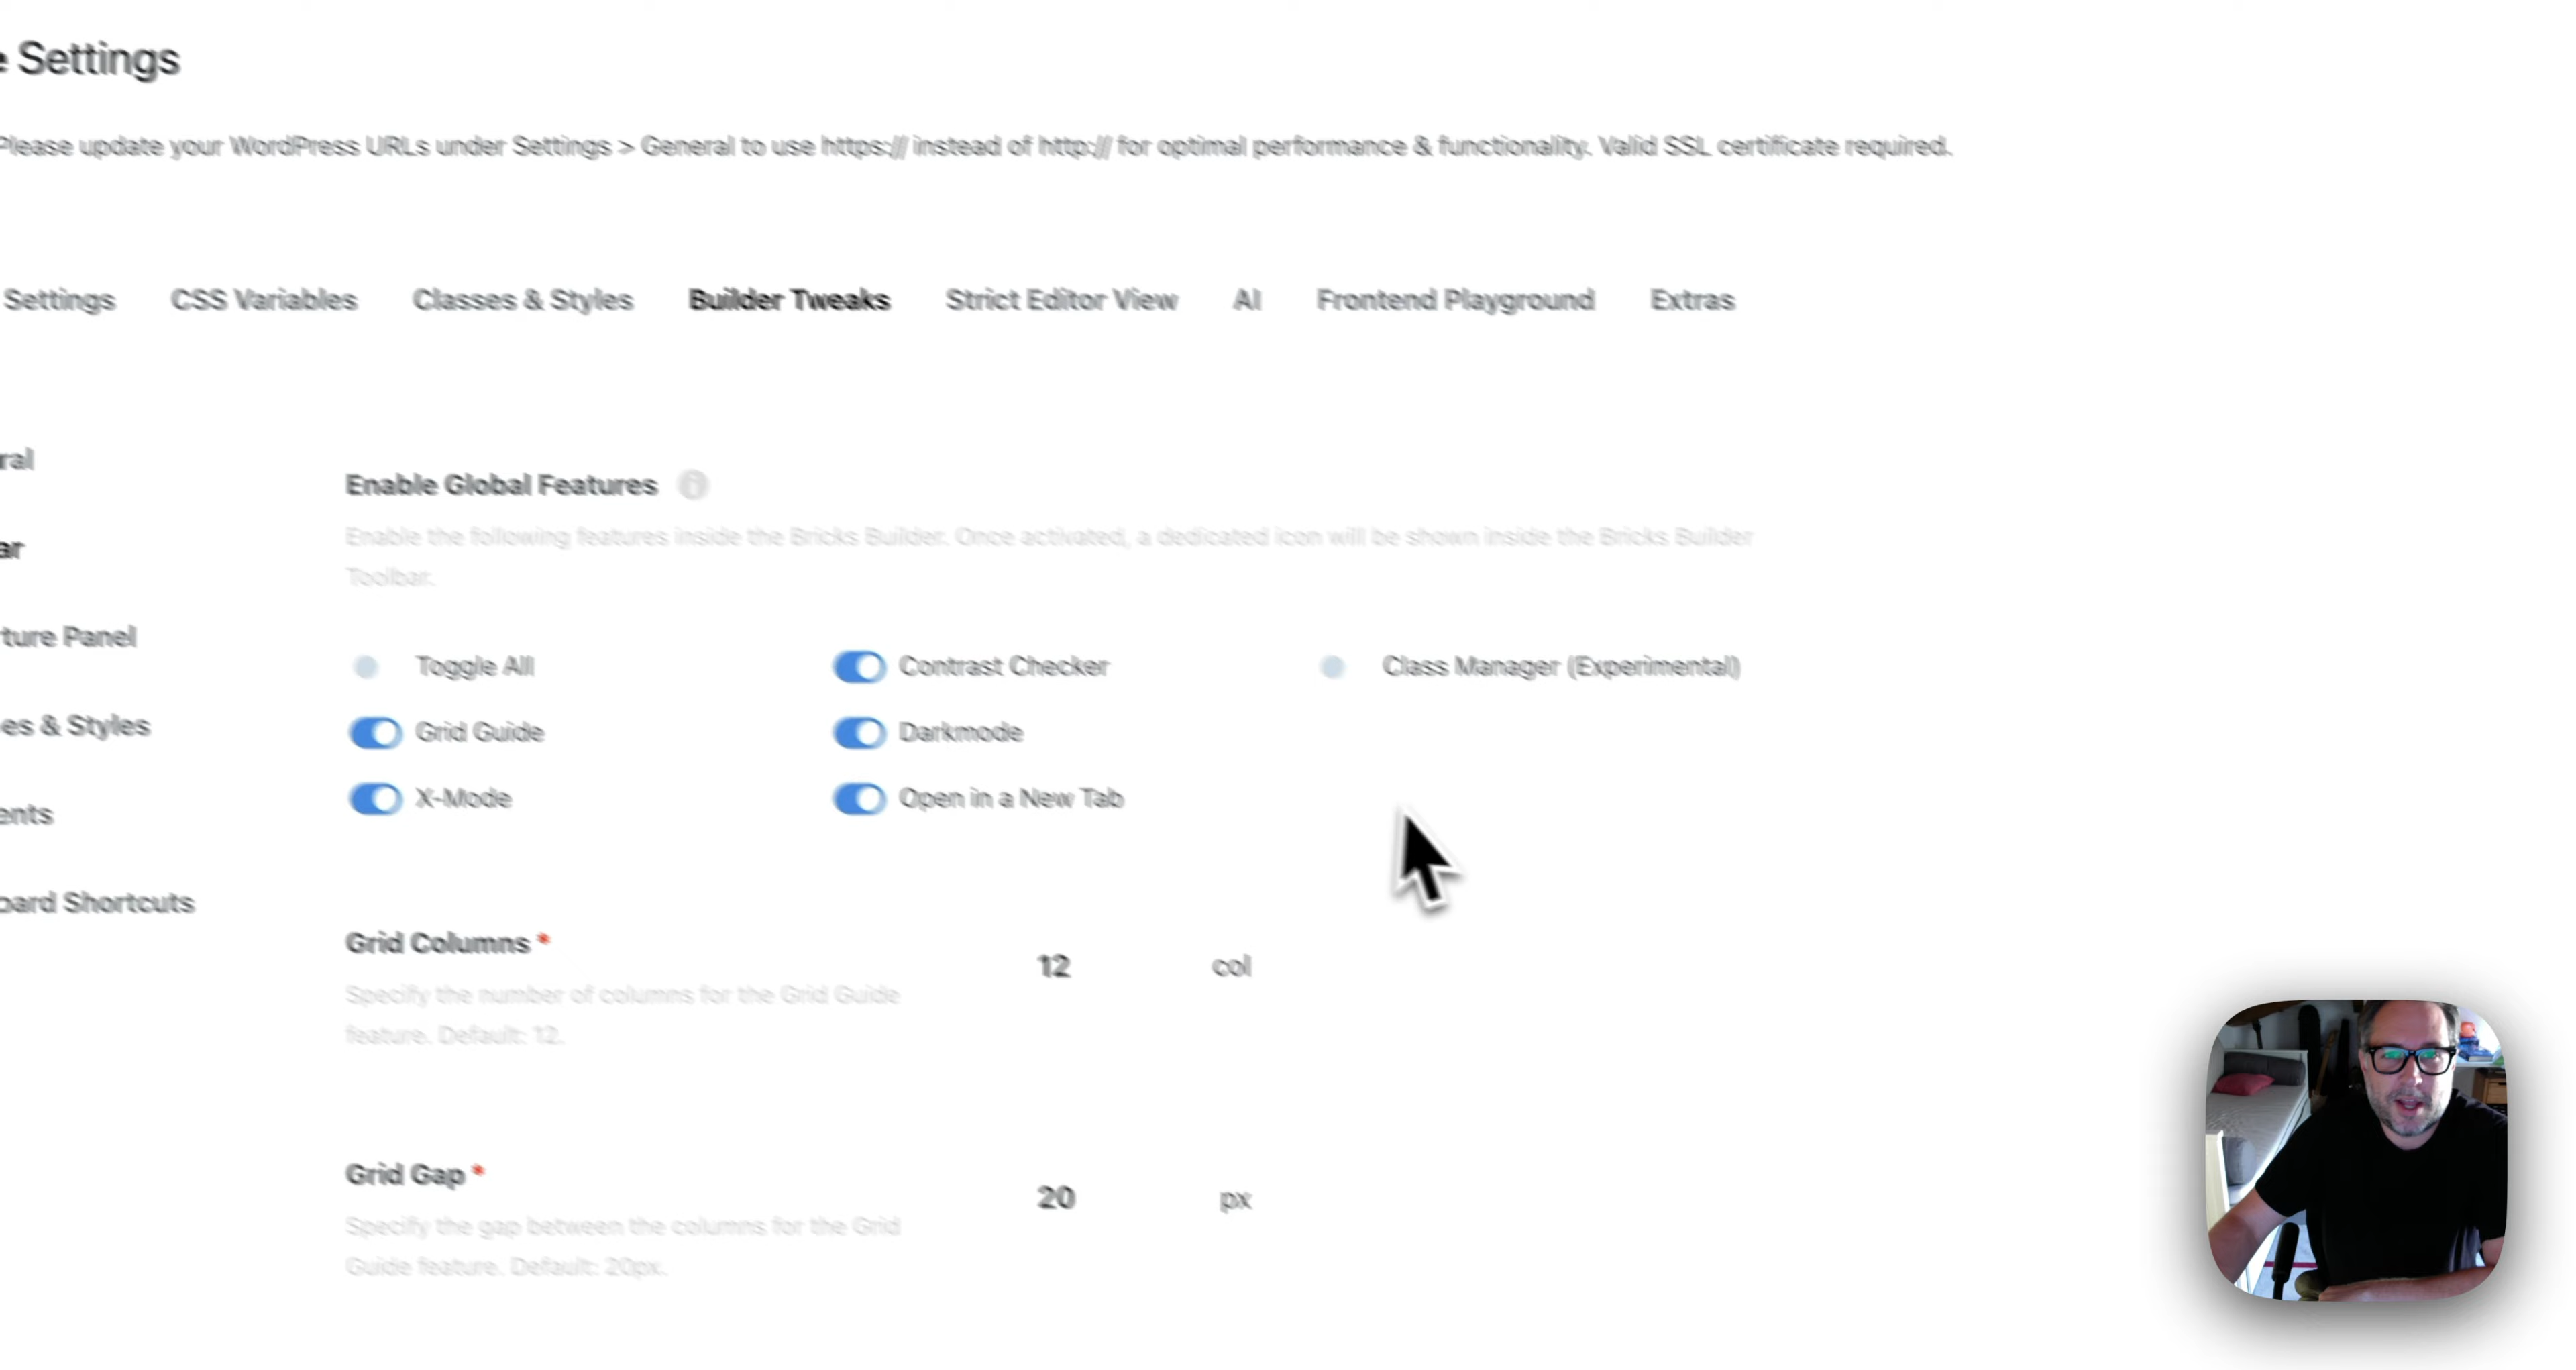 Settings
Please update your WordPress URLs under Settings > General to use https:// instead of http:// for optimal performance & functionality. Valid SSL certificate required.
Settings CSS Variables Classes & Styles Builder Tweaks Strict Editor View AI Frontend Playground Extras
ral
Enable Global Features
Enable the following features inside the Bricks Builder. Once activated, a dedicated icon will be shown inside the Bricks Builder
Toolbar.
ar
ture Panel
Toggle All Contrast Checker Class Manager (Experimental)
es & Styles
Grid Guide Darkmode
ents
X-Mode Open in a New Tab
oard Shortcuts
Grid Columns *
12 col
Specify the number of columns for the Grid Guide
feature. Default: 12.
Grid Gap *
20 px
Specify the gap between the columns for the Grid
Guide feature. Default: 20px.